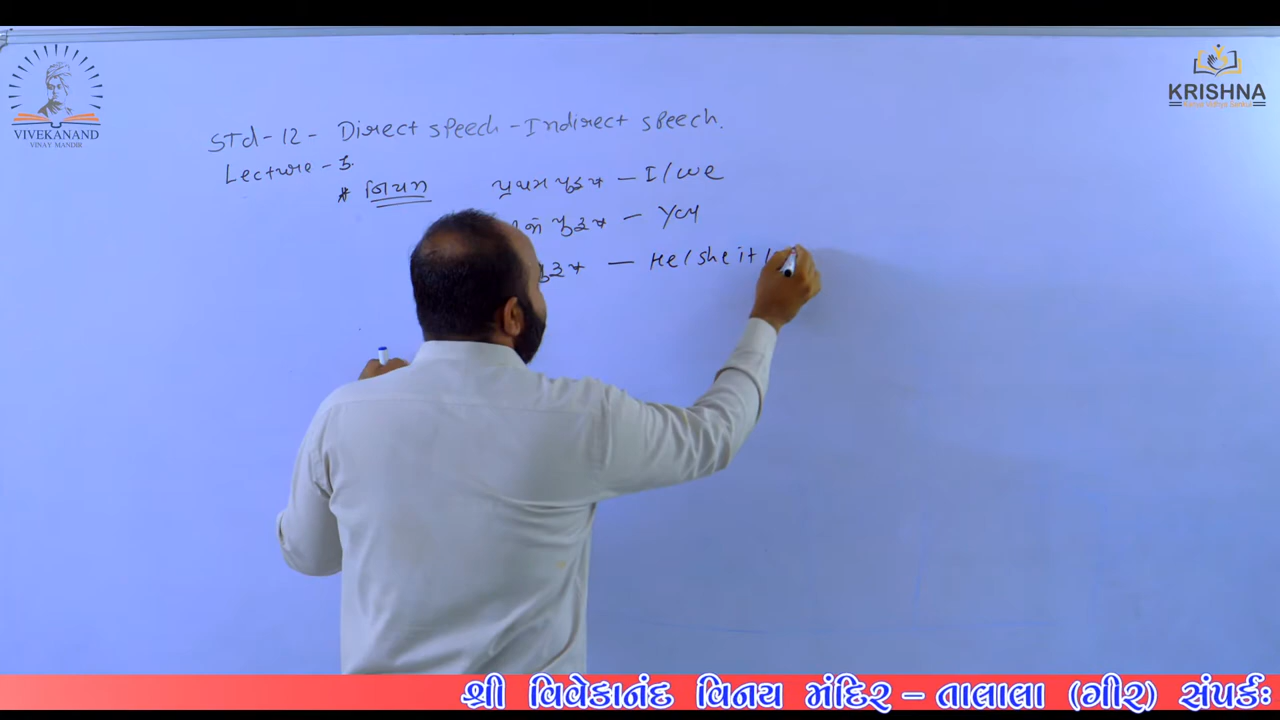 VIVEKANAND
VINAY MANDIR
KRISHNA
Std-12 - Direct speech - Indirect speech.
Lecture - 3.
* નિયમ
પ્રથમ પુરૂષ - I/we
પુરૂષ - You
પુરૂષ - He/she it
શ્રી વિવેકાનંદ વિનય મંદિર – તાલાલા (ગીર) સંપર્કઃ